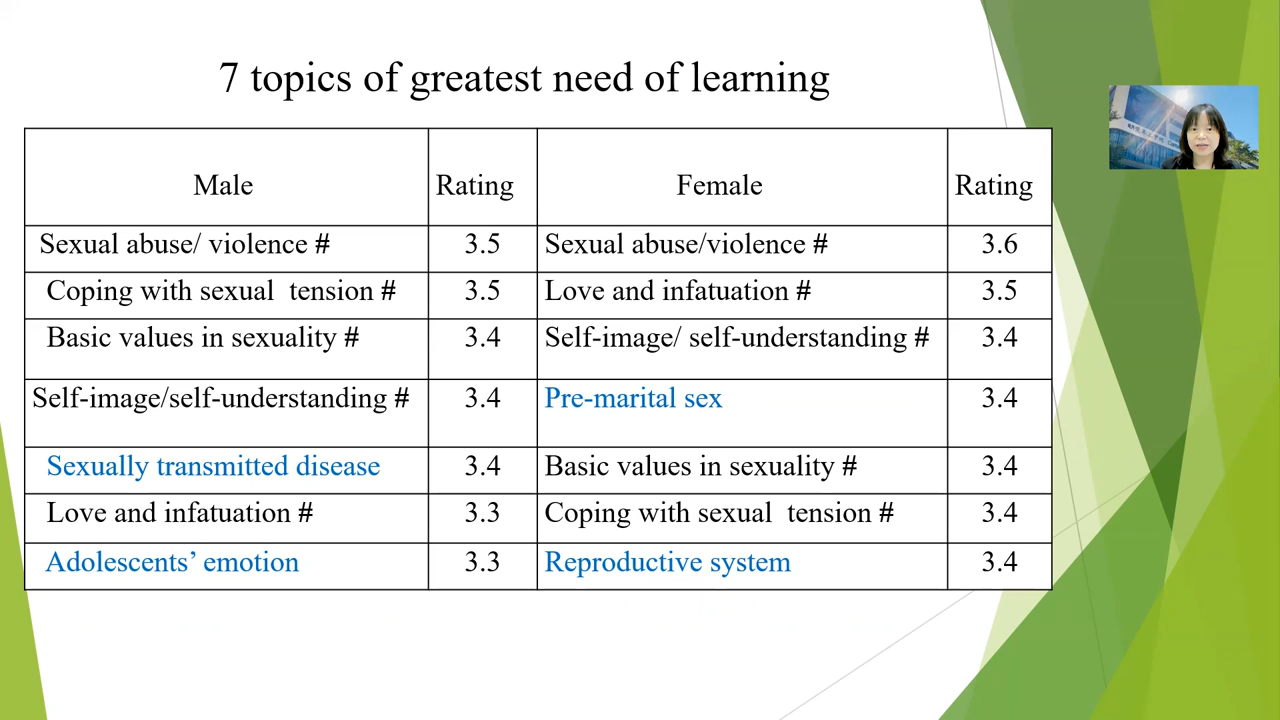 7 topics of greatest need of learning
Male Rating Female Rating
Sexual abuse/ violence # 3.5 Sexual abuse/violence # 3.6
Coping with sexual tension # 3.5 Love and infatuation # 3.5
Basic values in sexuality # 3.4 Self-image/ self-understanding # 3.4
Self-image/self-understanding # 3.4 Pre-marital sex 3.4
Sexually transmitted disease 3.4 Basic values in sexuality # 3.4
Love and infatuation # 3.3 Coping with sexual tension # 3.4
Adolescents’ emotion 3.3 Reproductive system 3.4